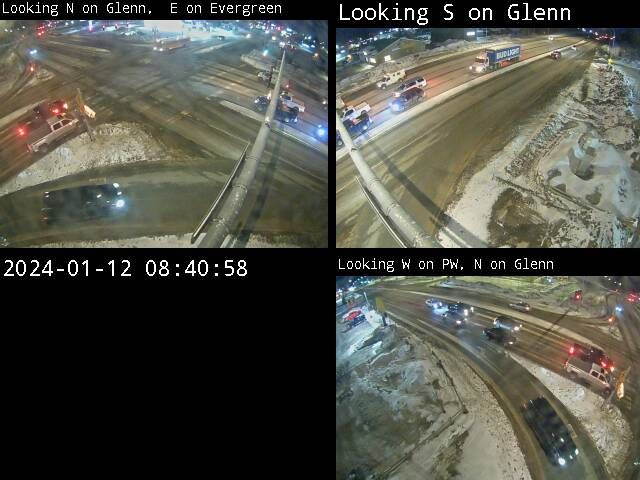 Looking N on Glenn,  E on Evergreen
Looking S on Glenn
BUD LIGHT
2024-01-12 08:40:58
Looking W on PW, N on Glenn